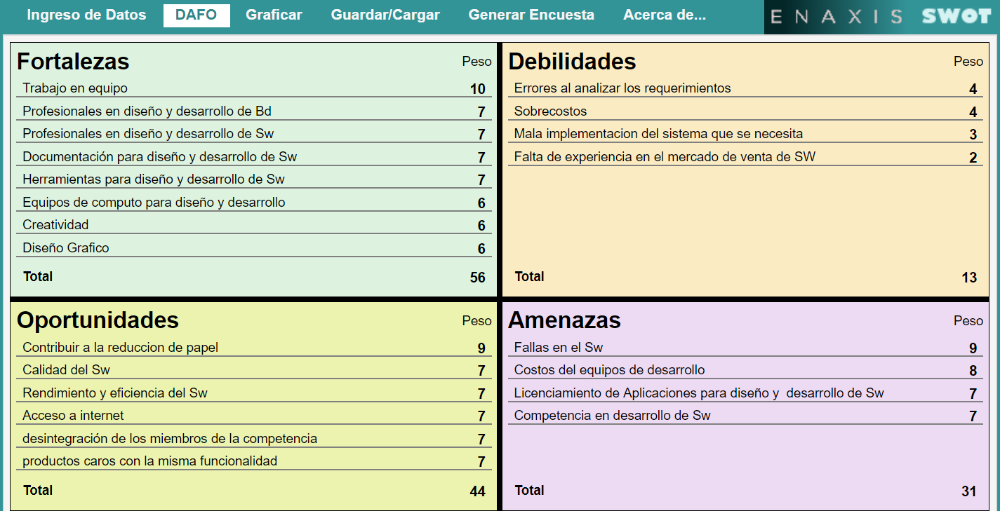 Ingreso de Datos DAFO Graficar Guardar/Cargar Generar Encuesta Acerca de... ENAXIS SWOT
Fortalezas Peso
Trabajo en equipo 10
Profesionales en diseño y desarrollo de Bd 7
Profesionales en diseño y desarrollo de Sw 7
Documentación para diseño y desarrollo de Sw 7
Herramientas para diseño y desarrollo de Sw 7
Equipos de computo para diseño y desarrollo 6
Creatividad 6
Diseño Grafico 6
Total 56
Debilidades Peso
Errores al analizar los requerimientos 4
Sobrecostos 4
Mala implementacion del sistema que se necesita 3
Falta de experiencia en el mercado de venta de SW 2
Total 13
Oportunidades Peso
Contribuir a la reduccion de papel 9
Calidad del Sw 7
Rendimiento y eficiencia del Sw 7
Acceso a internet 7
desintegración de los miembros de la competencia 7
productos caros con la misma funcionalidad 7
Total 44
Amenazas Peso
Fallas en el Sw 9
Costos del equipos de desarrollo 8
Licenciamiento de Aplicaciones para diseño y  desarrollo de Sw 7
Competencia en desarrollo de Sw 7
Total 31